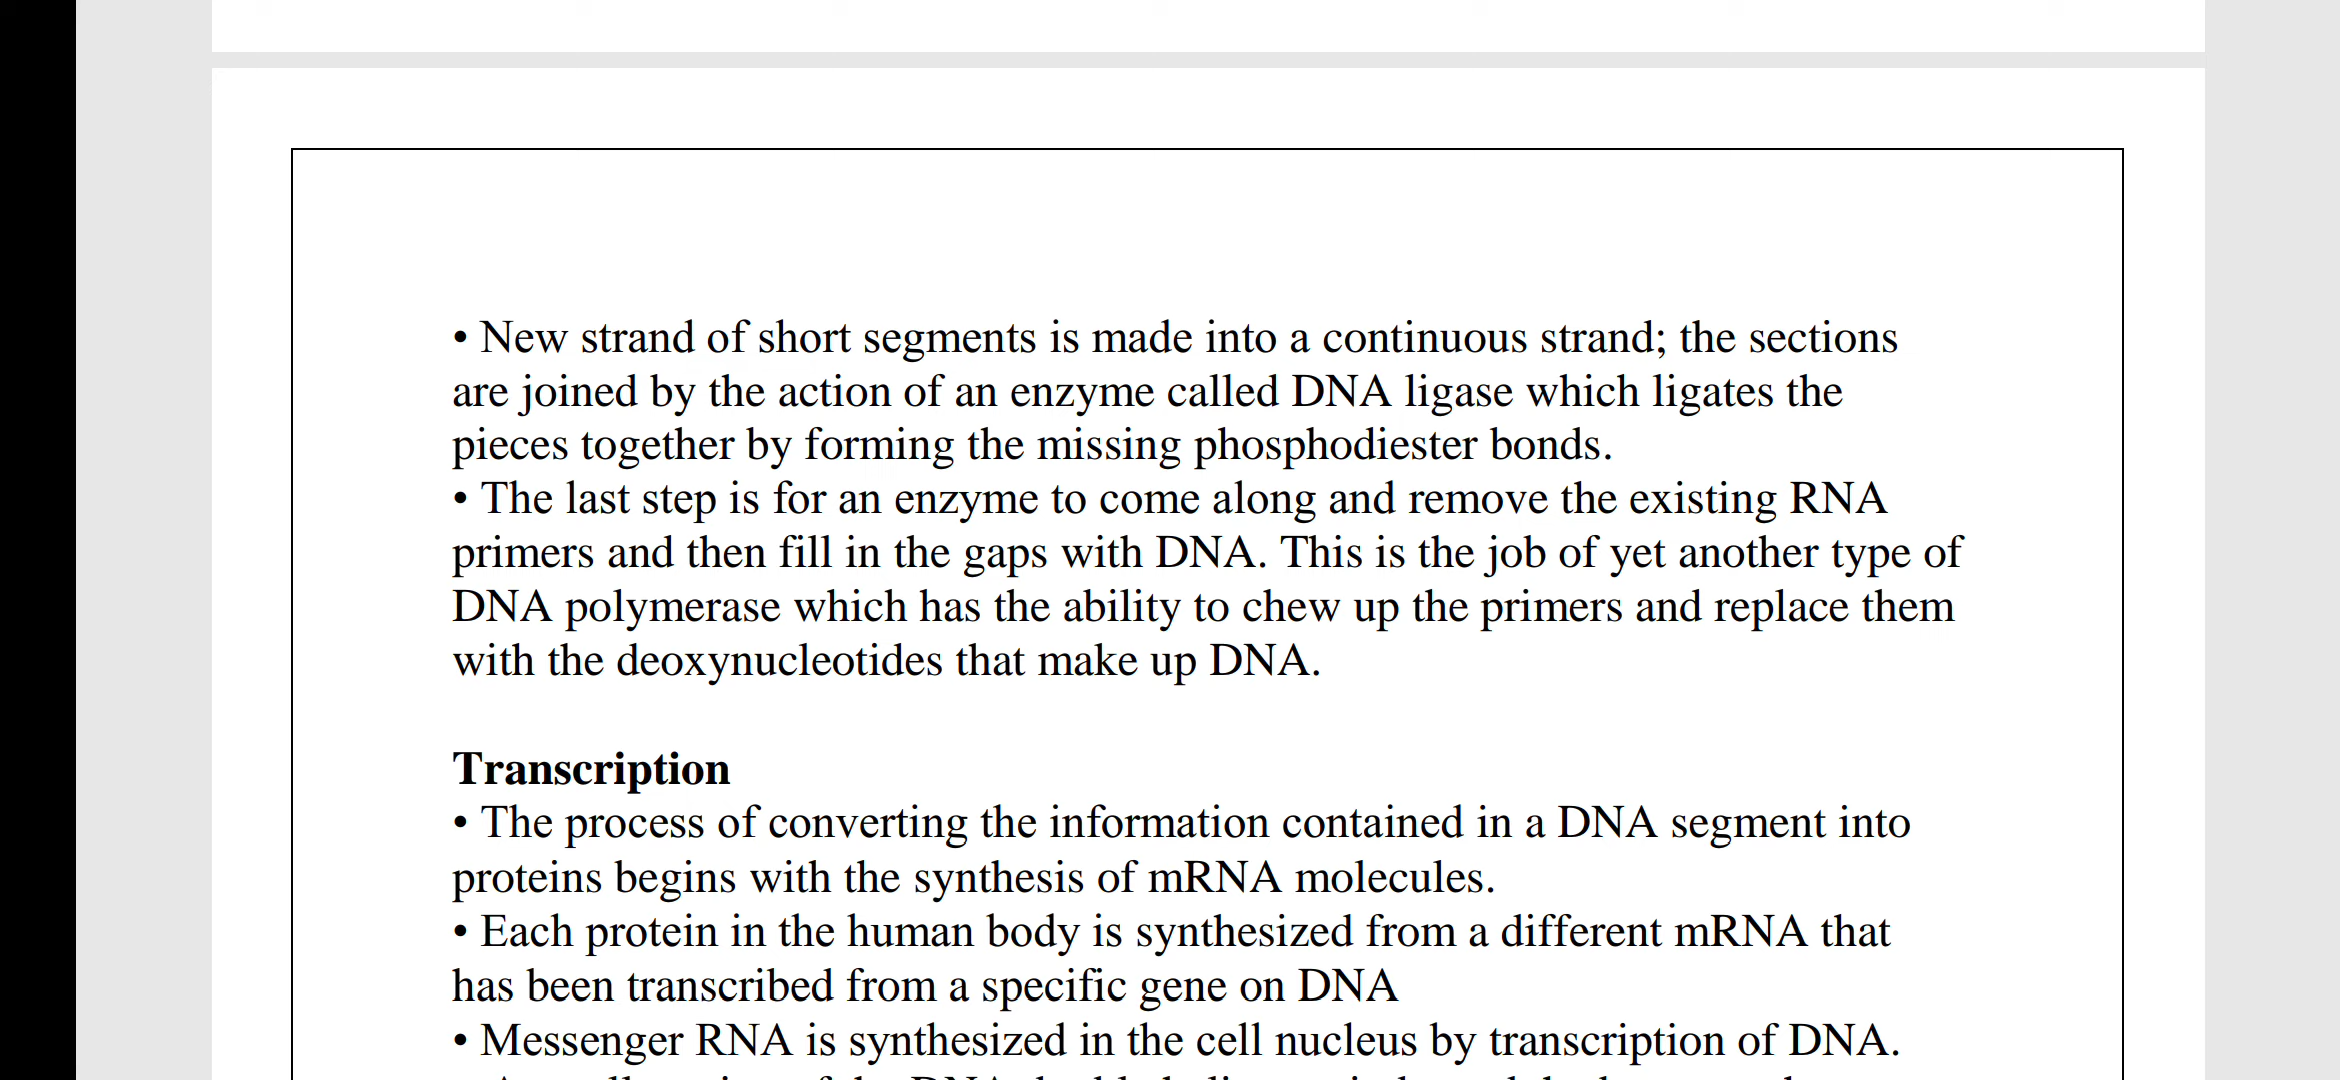 • New strand of short segments is made into a continuous strand; the sections
are joined by the action of an enzyme called DNA ligase which ligates the
pieces together by forming the missing phosphodiester bonds.
• The last step is for an enzyme to come along and remove the existing RNA
primers and then fill in the gaps with DNA. This is the job of yet another type of
DNA polymerase which has the ability to chew up the primers and replace them
with the deoxynucleotides that make up DNA.
Transcription
• The process of converting the information contained in a DNA segment into
proteins begins with the synthesis of mRNA molecules.
• Each protein in the human body is synthesized from a different mRNA that
has been transcribed from a specific gene on DNA
• Messenger RNA is synthesized in the cell nucleus by transcription of DNA.